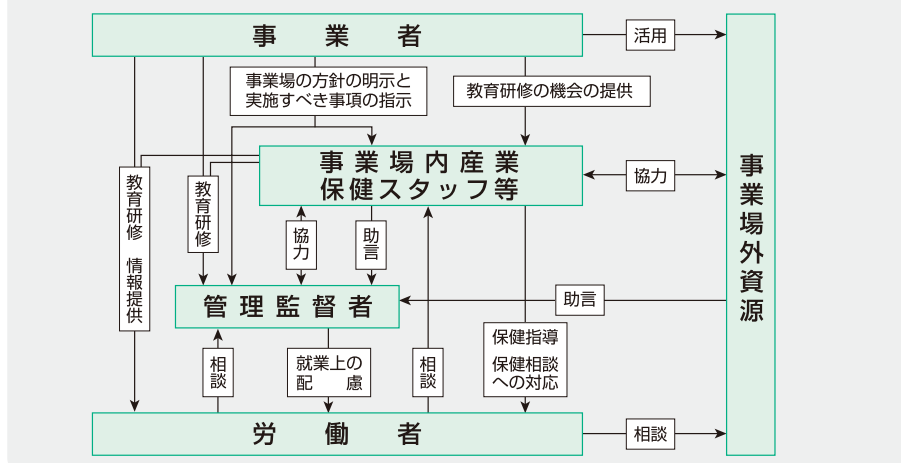 事業者
活用
事業場の方針の明示と
実施すべき事項の指示
教育研修の機会の提供
事業場内産業
保健スタッフ等
協力
事業場外資源
教育研修 情報提供
教育研修
協力
助言
管理監督者
助言
相談
就業上の
配慮
相談
保健指導
保健相談
への対応
労働者
相談